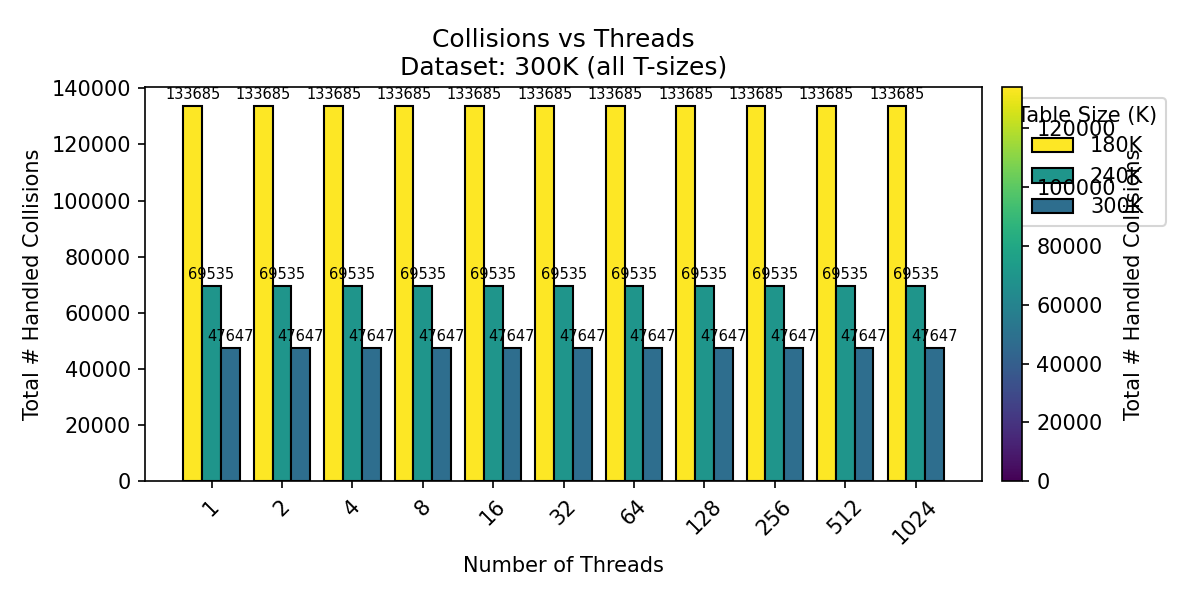 Collisions vs Threads
Dataset: 300K (all T-sizes)
Total # Handled Collisions
140000
120000
100000
80000
60000
40000
20000
0
133685 133685 133685 133685 133685 133685 133685 133685 133685 133685 133685
69535 69535 69535 69535 69535 69535 69535 69535 69535 69535 69535
47647 47647 47647 47647 47647 47647 47647 47647 47647 47647 47647
1 2 4 8 16 32 64 128 256 512 1024
Number of Threads
Table Size (K)
180K
240K
300K
120000
100000
80000
60000
40000
20000
0
Total # Handled Collisions